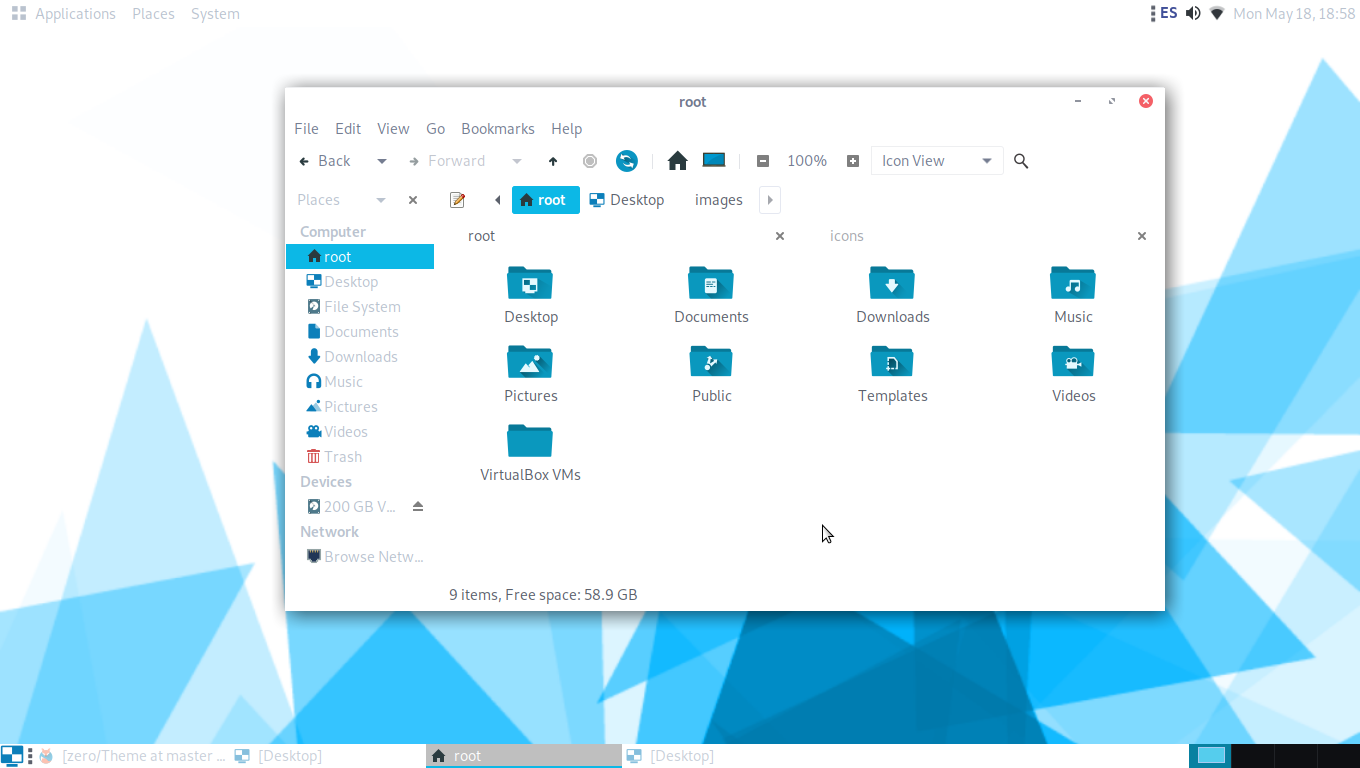 Applications Places System ES Mon May 18, 18:58
root
File Edit View Go Bookmarks Help
Back Forward 100% Icon View
Places root Desktop images
Computer
root
Desktop
File System
Documents
Downloads
Music
Pictures
Videos
Trash
Devices
200 GB V...
Network
Browse Netw...
root icons
Desktop Documents Downloads Music
Pictures Public Templates Videos
VirtualBox VMs
9 items, Free space: 58.9 GB
[zero/Theme at master ... [Desktop] root [Desktop]